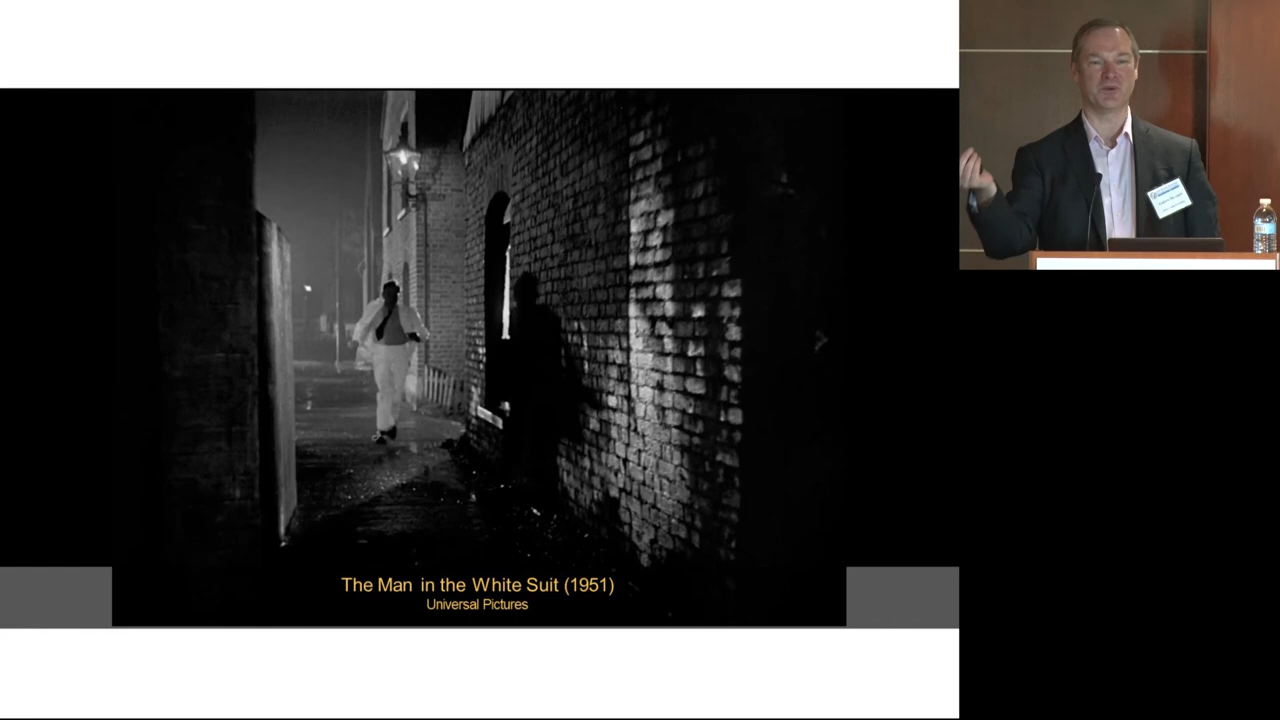 The Man in the White Suit (1951)
Universal Pictures